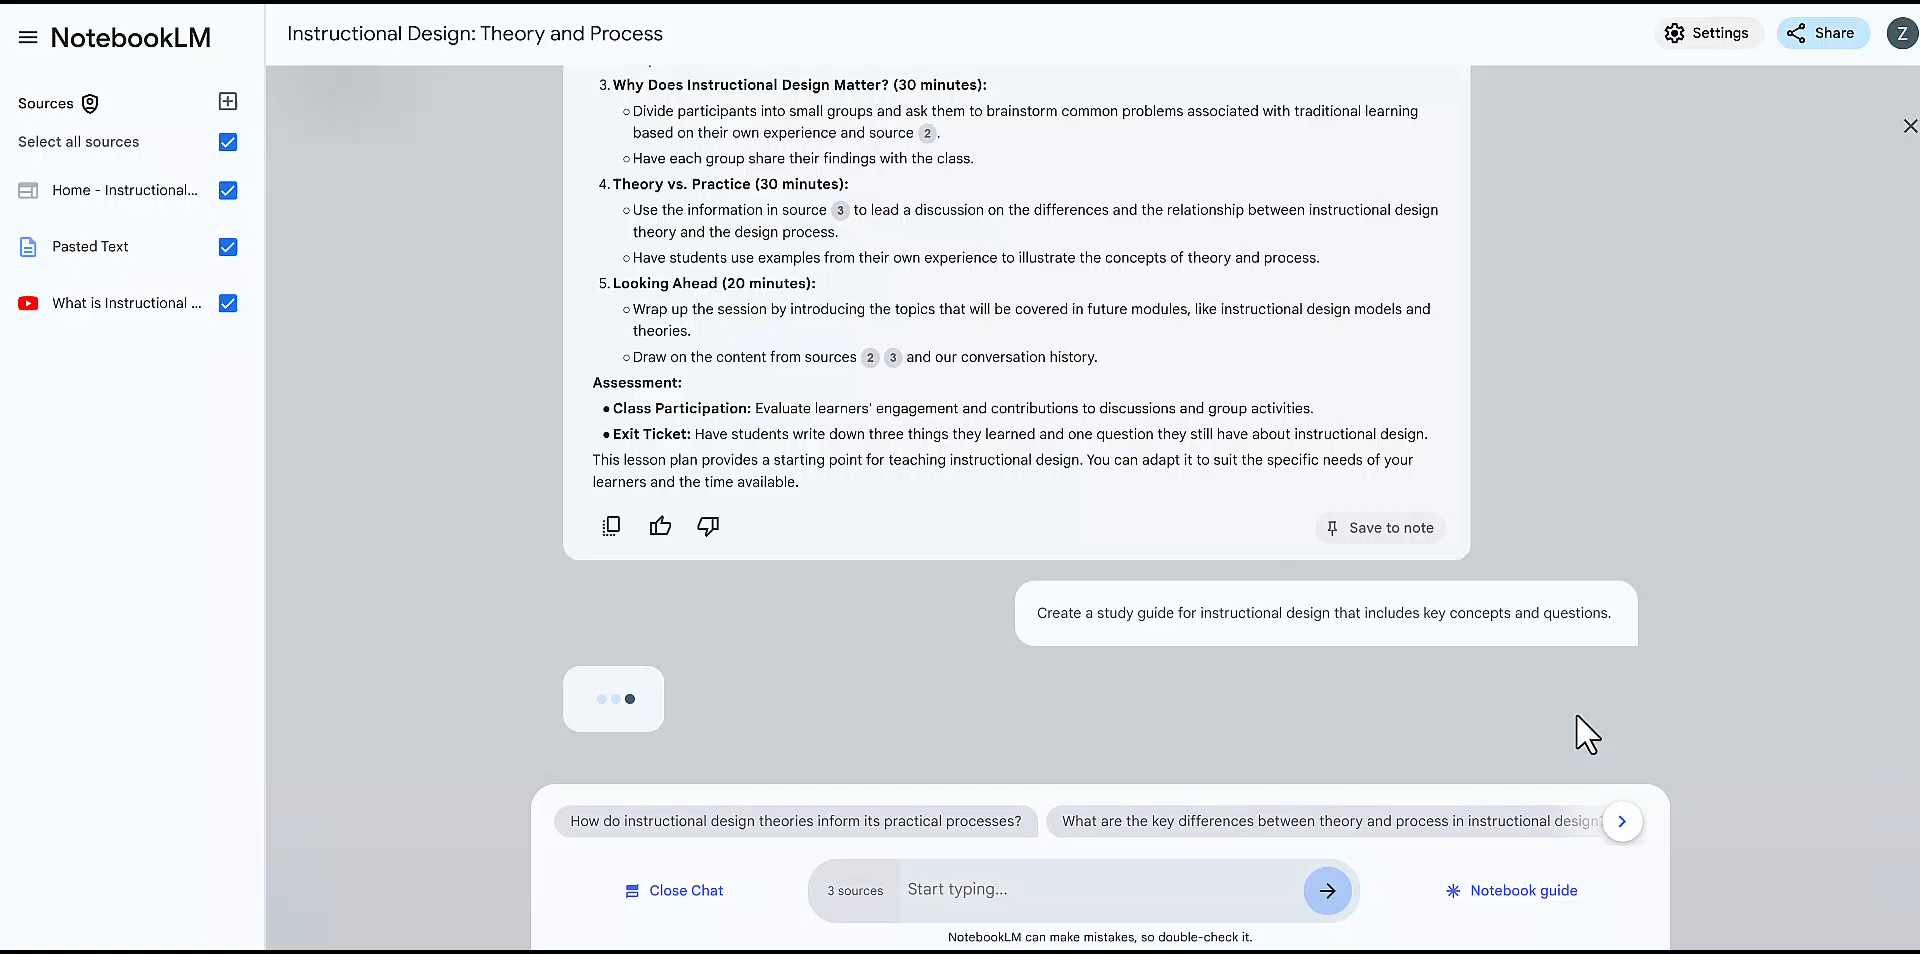 NotebookLM
Instructional Design: Theory and Process
Settings
Share
Z
Sources
Select all sources
Home - Instructional...
Pasted Text
What is Instructional ...
3. Why Does Instructional Design Matter? (30 minutes):
○ Divide participants into small groups and ask them to brainstorm common problems associated with traditional learning
based on their own experience and source 2.
○ Have each group share their findings with the class.
4. Theory vs. Practice (30 minutes):
○ Use the information in source 3 to lead a discussion on the differences and the relationship between instructional design
theory and the design process.
○ Have students use examples from their own experience to illustrate the concepts of theory and process.
5. Looking Ahead (20 minutes):
○ Wrap up the session by introducing the topics that will be covered in future modules, like instructional design models and
theories.
○ Draw on the content from sources 2 3 and our conversation history.
Assessment:
● Class Participation: Evaluate learners' engagement and contributions to discussions and group activities.
● Exit Ticket: Have students write down three things they learned and one question they still have about instructional design.
This lesson plan provides a starting point for teaching instructional design. You can adapt it to suit the specific needs of your
learners and the time available.
Save to note
Create a study guide for instructional design that includes key concepts and questions.
How do instructional design theories inform its practical processes?
What are the key differences between theory and process in instructional design?
Close Chat
3 sources
Start typing...
Notebook guide
NotebookLM can make mistakes, so double-check it.